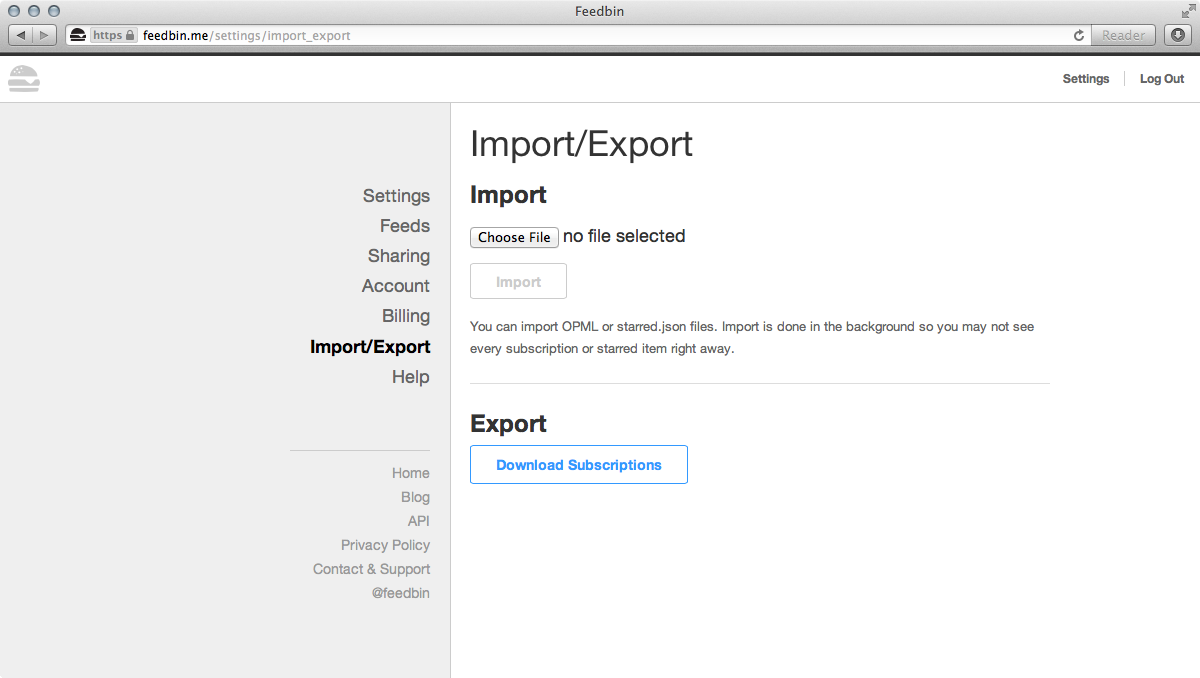 Feedbin
https feedbin.me/settings/import_export Reader
Settings Log Out
Import/Export
Import
Choose File no file selected
Import
You can import OPML or starred.json files. Import is done in the background so you may not see
every subscription or starred item right away.
Export
Download Subscriptions
Settings
Feeds
Sharing
Account
Billing
Import/Export
Help
Home
Blog
API
Privacy Policy
Contact & Support
@feedbin